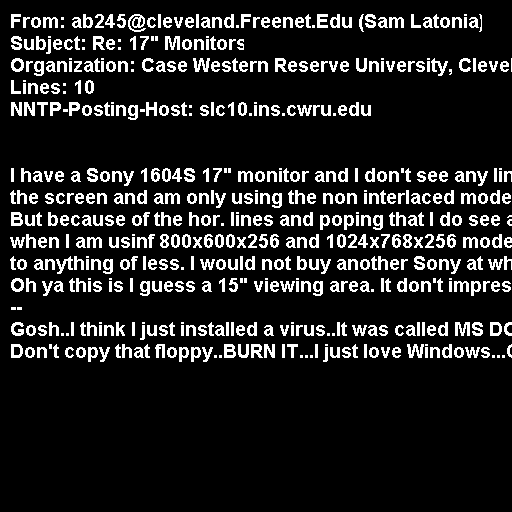 From: ab245@cleveland.Freenet.Edu (Sam Latonia)
Subject: Re: 17" Monitors
Organization: Case Western Reserve University,
Lines: 10
NNTP-Posting-Host: slc10.ins.cwru.edu
I have a Sony 1604S 17" monitor and I don't see any
the screen and am only using the non interlaced mode
But because of the hor. lines and poping that I do see
when I am usinf 800x600x256 and 1024x768x256 mode
to anything of less. I would not buy another Sony at
Oh ya this is I guess a 15" viewing area. It don't
--
Gosh..I think I just installed a virus..It was called MS
Don't copy that floppy..BURN IT...I just love Windows...